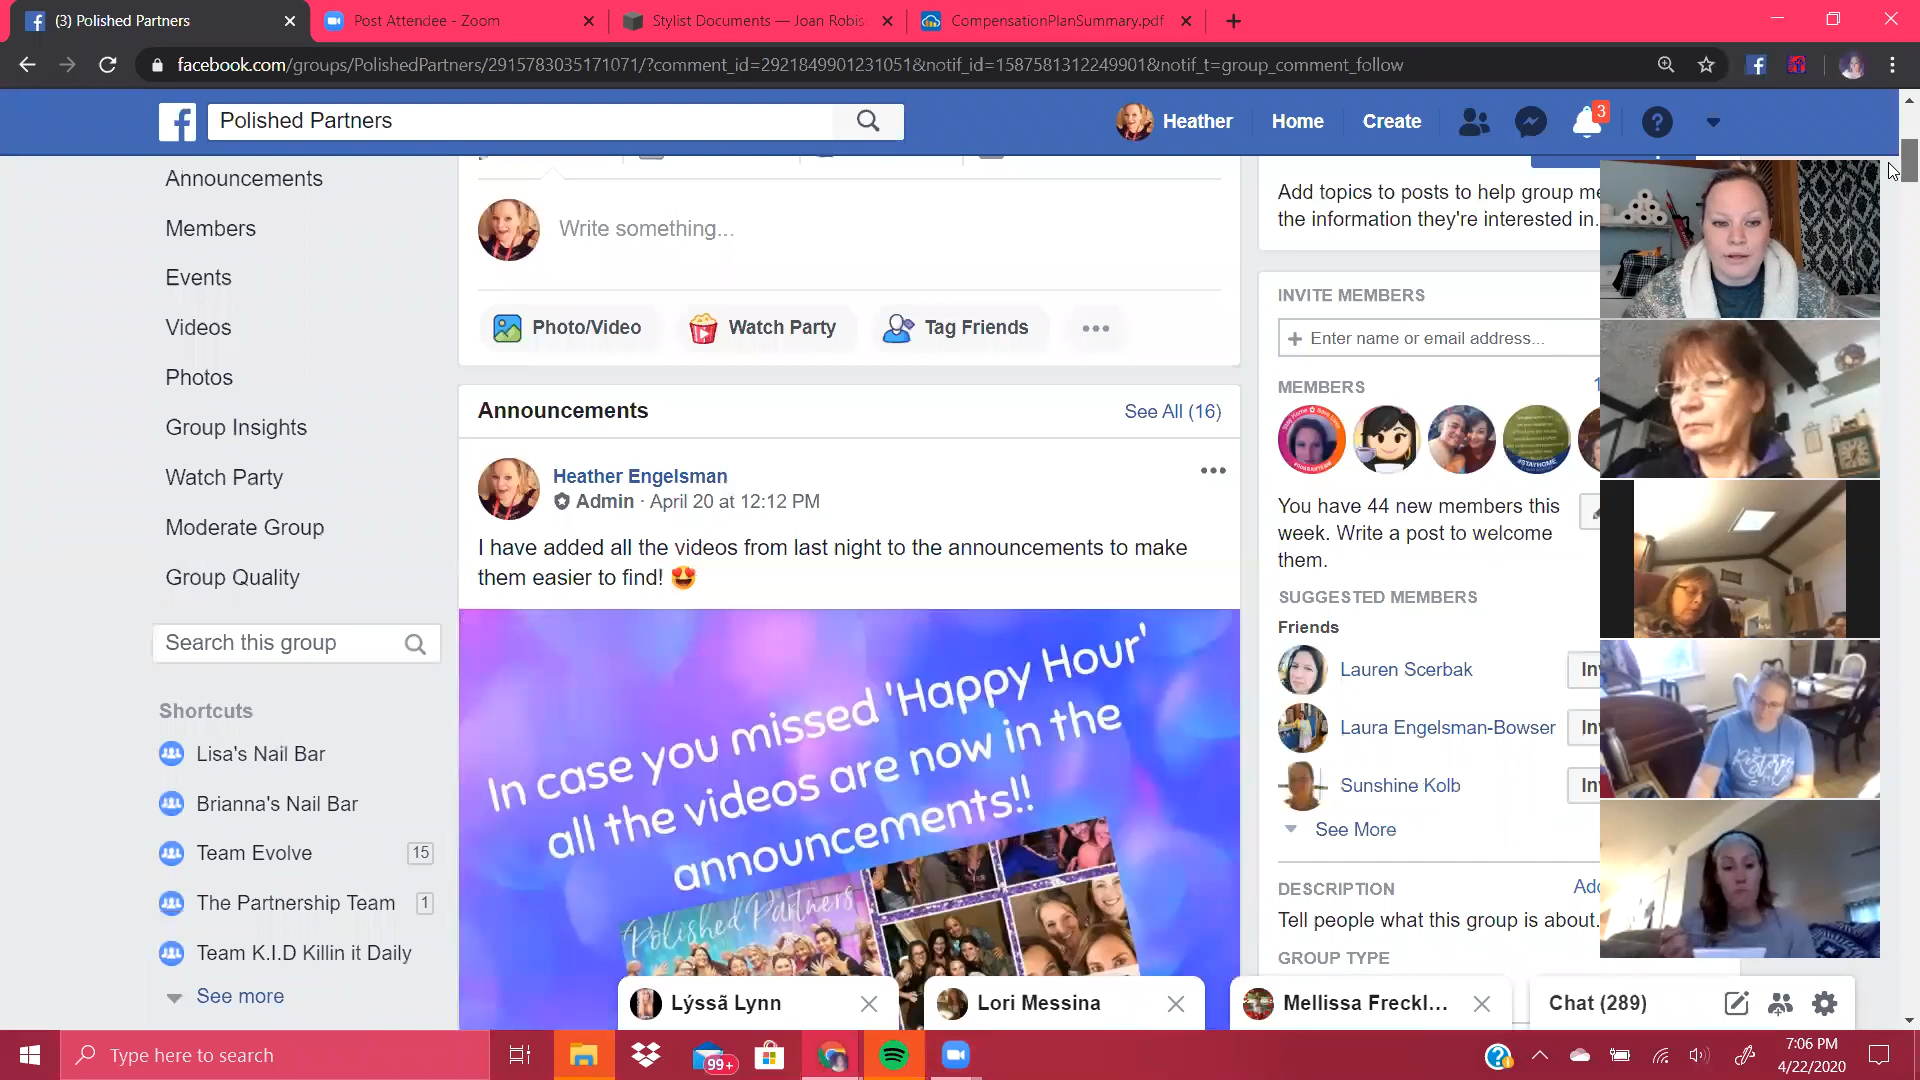 (3) Polished Partners
Post Attendee - Zoom
Stylist Documents — Joan Robis
CompensationPlanSummary.pdf
facebook.com/groups/PolishedPartners/2915783035171071/?comment_id=2921849901231051&notif_id=1587581312249901&notif_t=group_comment_follow
Polished Partners
Heather
Home
Create
3
Announcements
Members
Events
Videos
Photos
Group Insights
Watch Party
Moderate Group
Group Quality
Search this group
Shortcuts
Lisa's Nail Bar
Brianna's Nail Bar
Team Evolve 15
The Partnership Team 1
Team K.I.D Killin it Daily
See more
Write something...
Photo/Video
Watch Party
Tag Friends
Announcements
See All (16)
Heather Engelsman
Admin · April 20 at 12:12 PM
I have added all the videos from last night to the announcements to make
them easier to find!
In case you missed 'Happy Hour'
all the videos are now in the
announcements!!
Polished Partners
Add topics to posts to help group me
the information they're interested in.
INVITE MEMBERS
Enter name or email address...
MEMBERS
#STAYHOME
You have 44 new members this
week. Write a post to welcome
them.
SUGGESTED MEMBERS
Friends
Lauren Scerbak
Laura Engelsman-Bowser
Sunshine Kolb
See More
DESCRIPTION
Tell people what this group is about.
GROUP TYPE
Lýssã Lynn
Lori Messina
Mellissa Freckl...
Chat (289)
Type here to search
99+
7:06 PM
4/22/2020